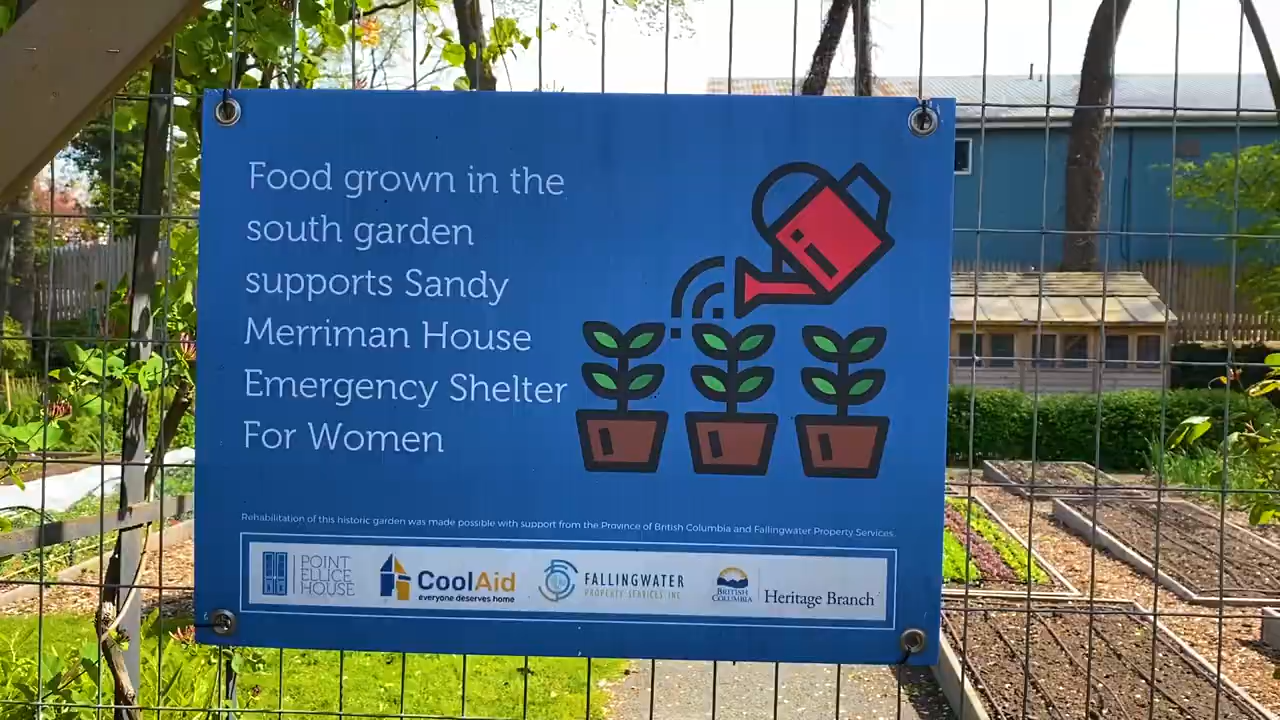 Food grown in the
south garden
supports Sandy
Merriman House
Emergency Shelter
For Women
Rehabilitation of this historic garden was made possible with support from the Province of British Columbia and Fallingwater Property Services.
POINT
ELLICE
HOUSE
CoolAid
everyone deserves home
FALLINGWATER
PROPERTY SERVICES INC
BRITISH
COLUMBIA
Heritage Branch